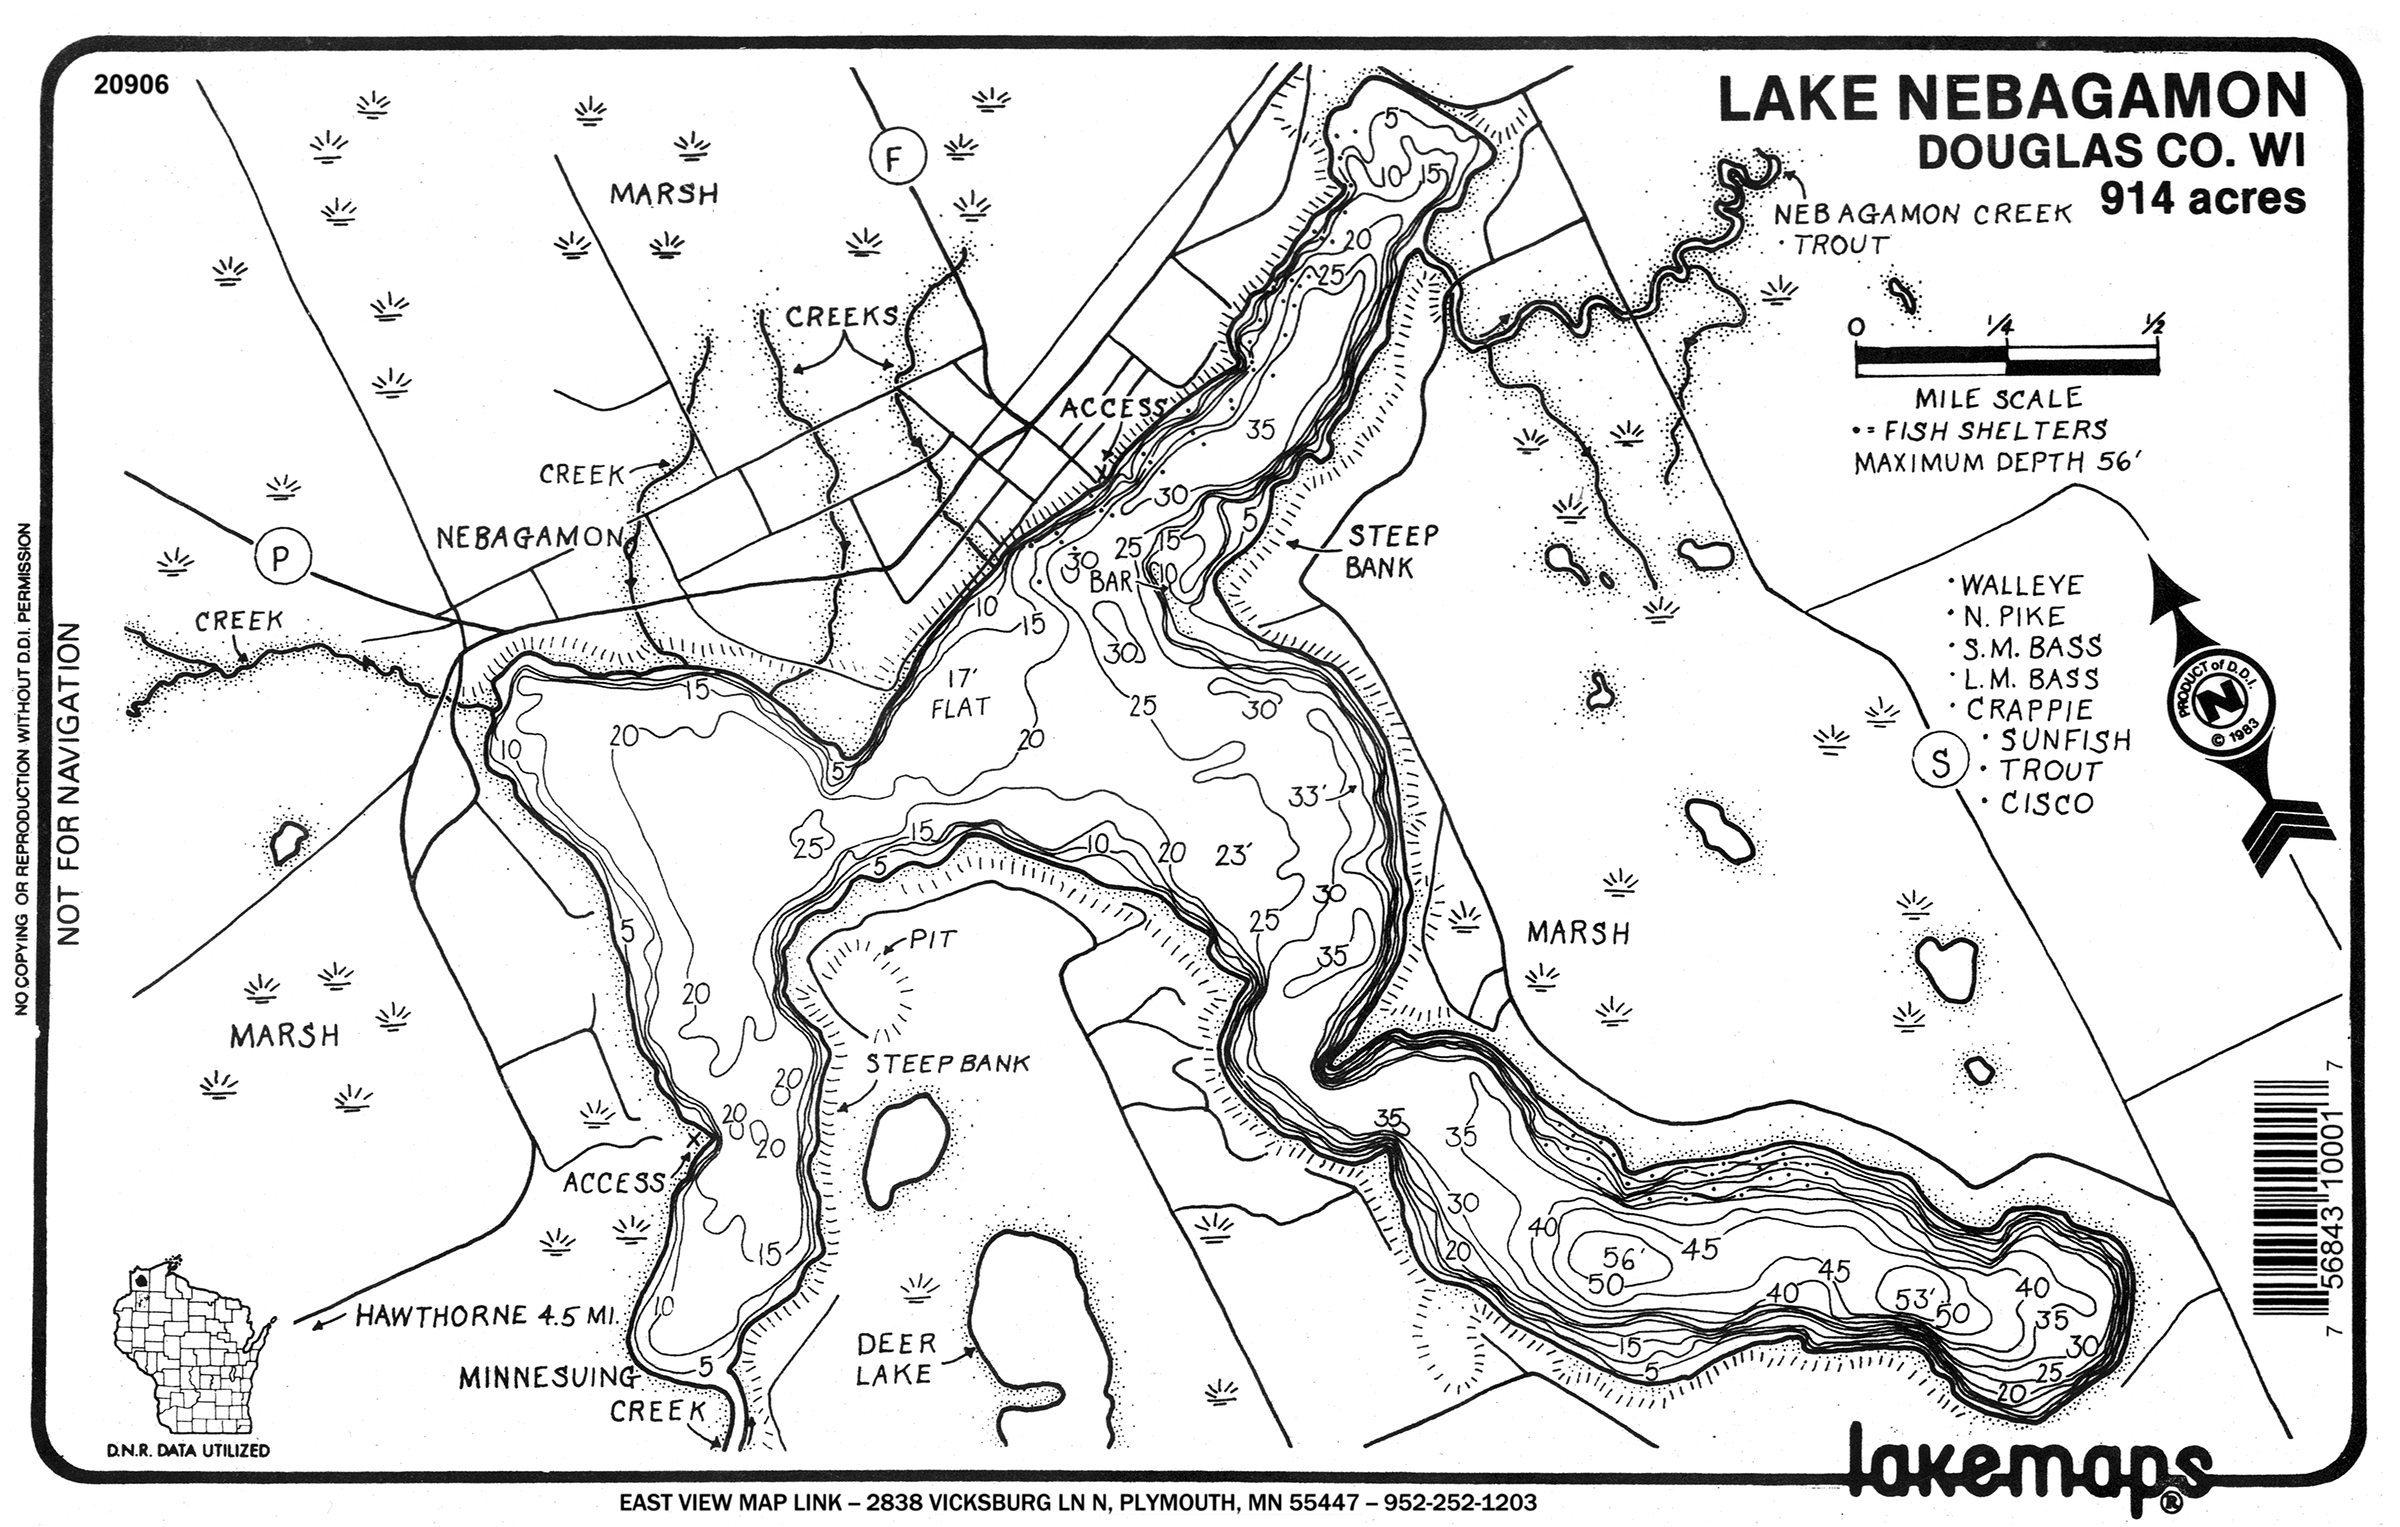 20906
LAKE NEBAGAMON
DOUGLAS CO. WI
914 acres
NEBAGAMON CREEK
• TROUT
0 1/4 1/2
MILE SCALE
•• = FISH SHELTERS
MAXIMUM DEPTH 56'
• WALLEYE
• N. PIKE
• S.M. BASS
• L.M. BASS
• CRAPPIE
• SUNFISH
• TROUT
• CISCO
PRODUCT of D.D.I.
N
© 1983
MARSH
F
CREEKS
ACCESS
CREEK
NEBAGAMON
P
CREEK
5
10
15
20
25
35
30
5
15
10
25
30
BAR
STEEP
BANK
10
15
30
17'
FLAT
25
30
20
15
20
10
5
25
15
5
10
20
23'
33'
30
25
35
S
MARSH
5
20
PIT
STEEP BANK
20
20
20
ACCESS
15
10
5
MARSH
HAWTHORNE 4.5 MI.
MINNESUING
CREEK
DEER
LAKE
35
35
30
20
40
56'
50
45
45
40
53'
50
40
35
30
25
20
15
5
D.N.R. DATA UTILIZED
NO COPYING OR REPRODUCTION WITHOUT D.D.I. PERMISSION
NOT FOR NAVIGATION
7 56843 10001 7
lakemaps®
EAST VIEW MAP LINK – 2838 VICKSBURG LN N, PLYMOUTH, MN 55447 – 952-252-1203